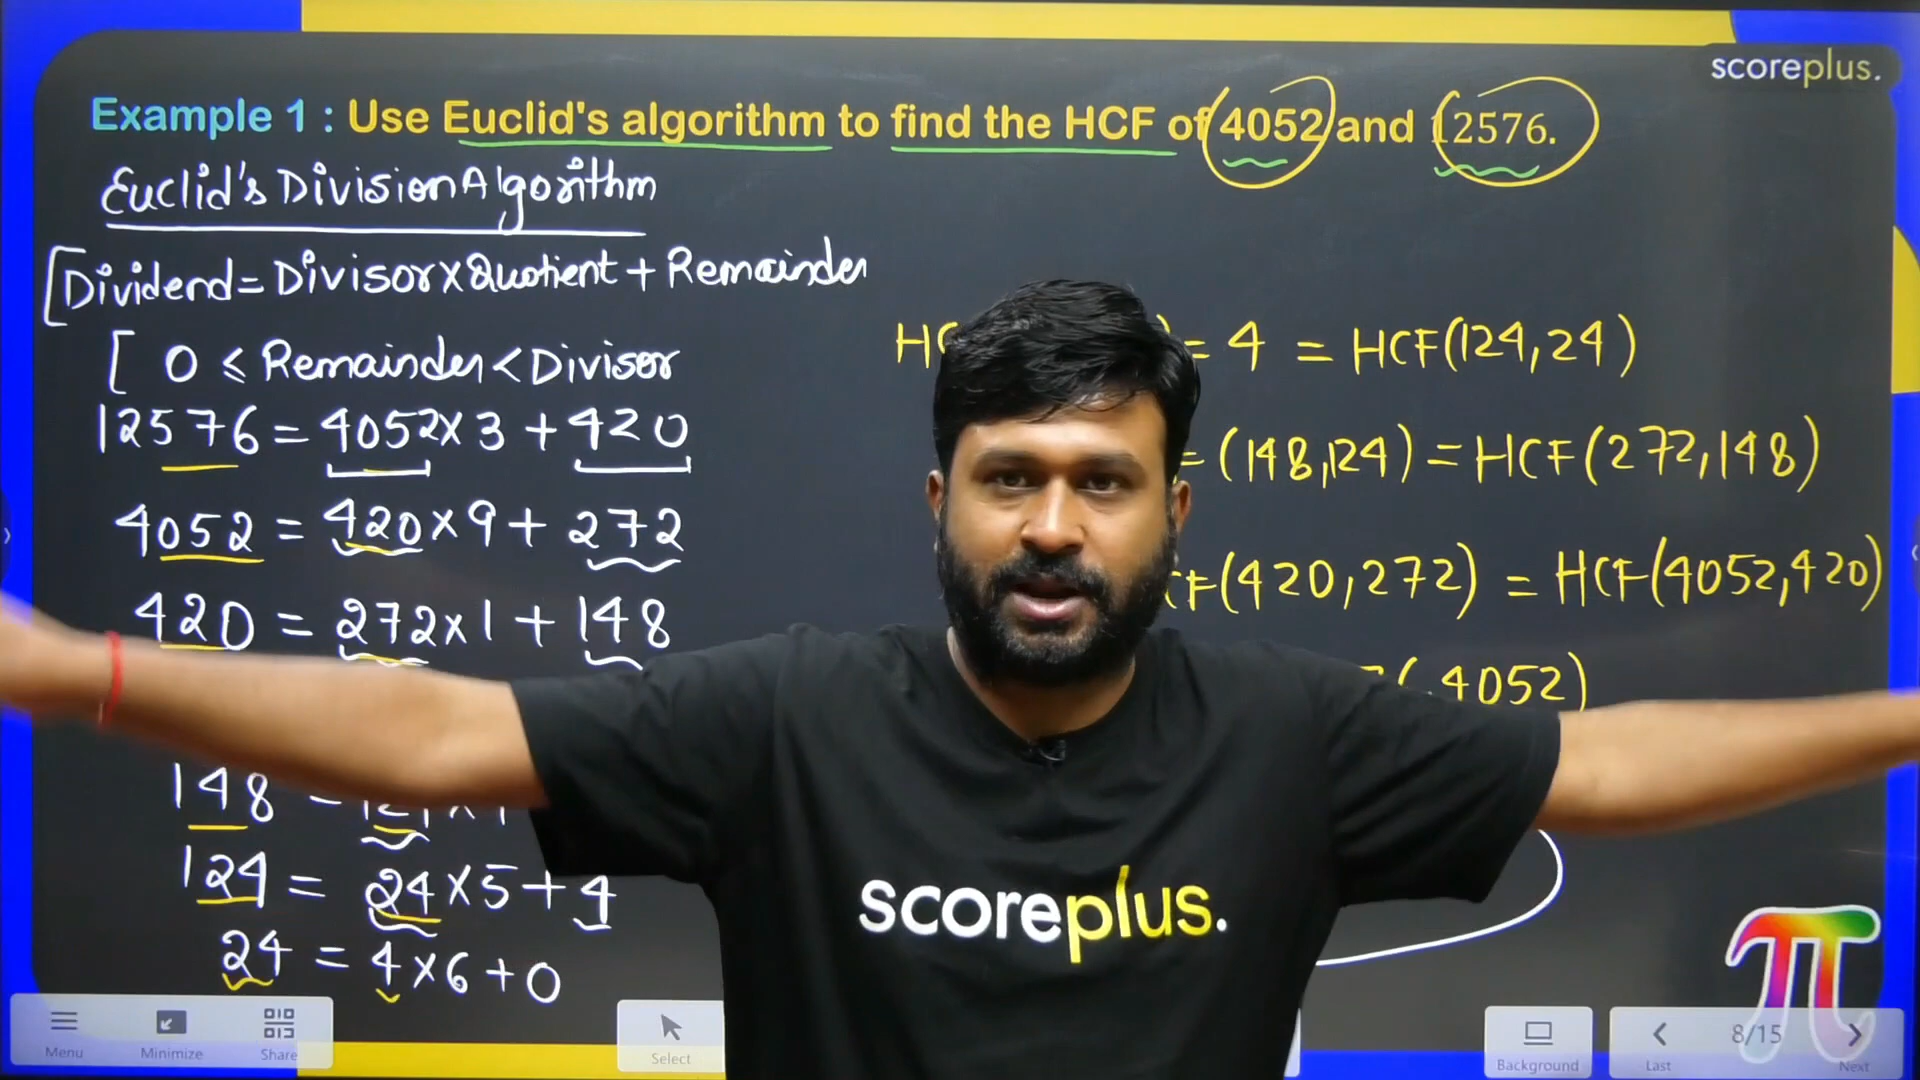 scoreplus.
Example 1 : Use Euclid's algorithm to find the HCF of 4052 and 12576.
Euclid's Division Algorithm
[Dividend = Divisor × Quotient + Remainder
[ 0 ≤ Remainder < Divisor
12576 = 4052 × 3 + 420
4052 = 420 × 9 + 272
420 = 272 × 1 + 148
148
124 = 24 × 5 + 4
24 = 4 × 6 + 0
= 4 = HCF(124,24)
= (148,124) = HCF(272,148)
(420,272) = HCF(4052,420)
4052)
scoreplus.
Menu
Minimize
Share
Select
Background
Last
8/15
Next
π